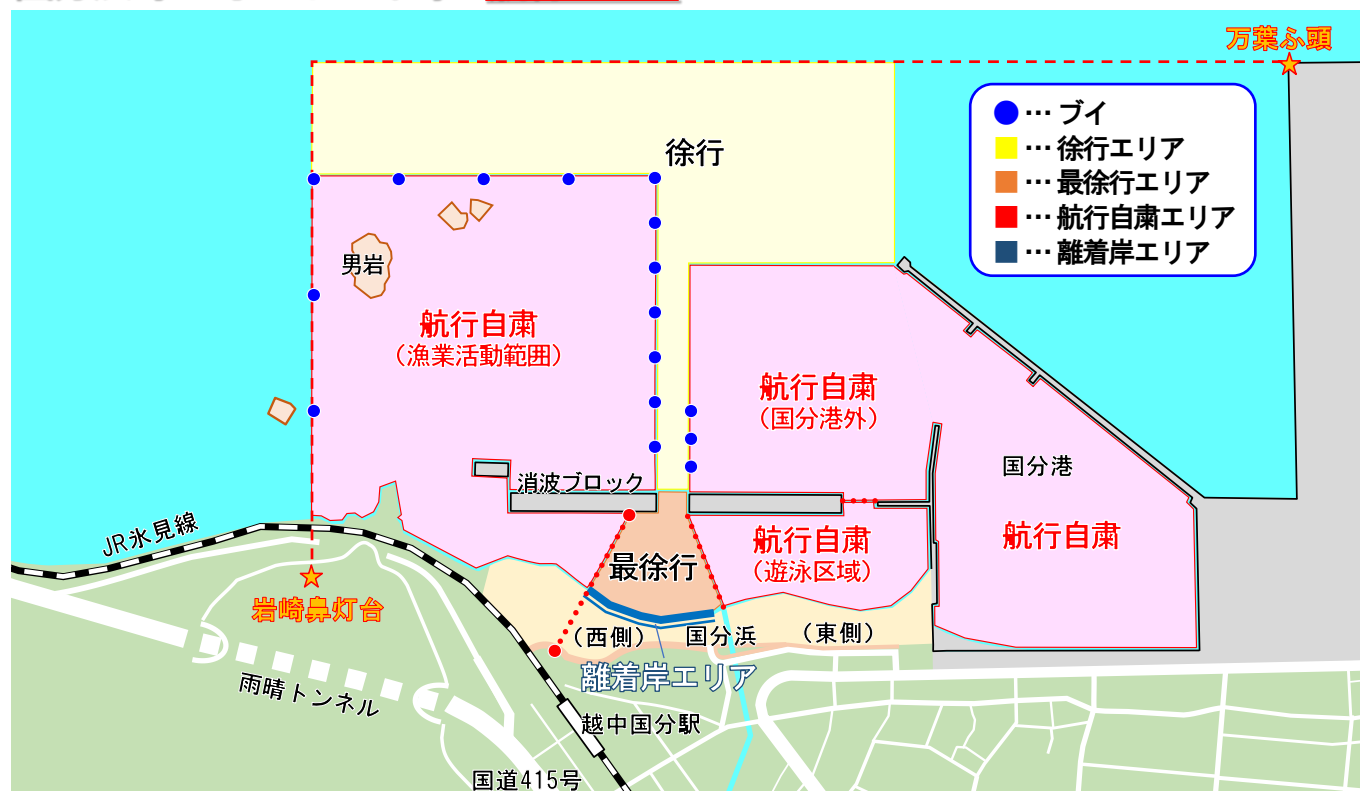 万葉ふ頭
●…ブイ
■…徐行エリア
■…最徐行エリア
■…航行自粛エリア
■…離着岸エリア
徐行
男岩
航行自粛
（漁業活動範囲）
航行自粛
（国分港外）
国分港
消波ブロック
航行自粛
JR氷見線
航行自粛
（遊泳区域）
最徐行
岩崎鼻灯台
（西側）
国分浜
（東側）
離着岸エリア
雨晴トンネル
越中国分駅
国道415号